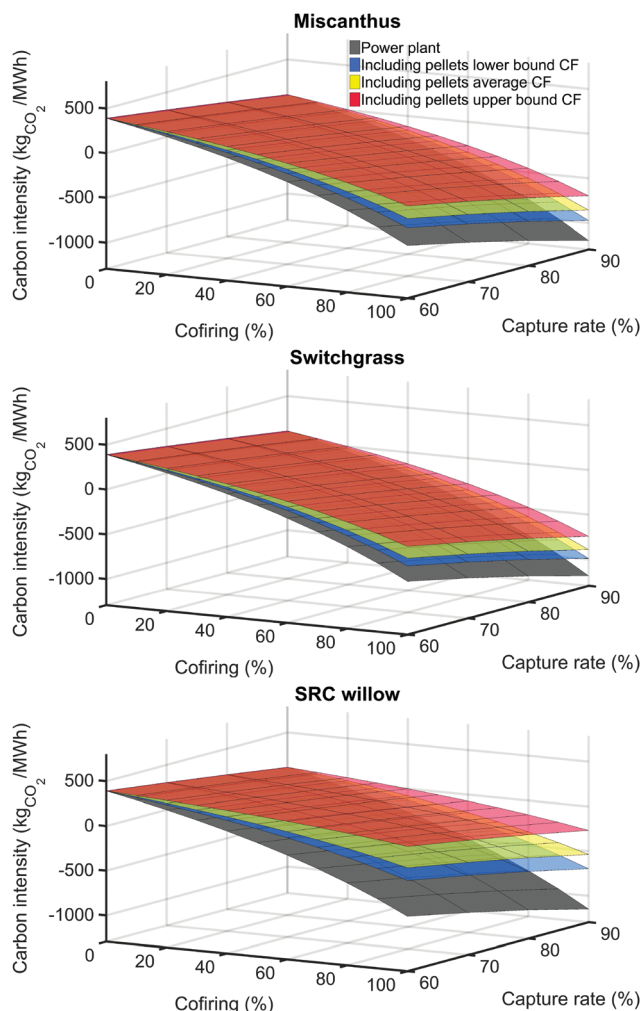 Miscanthus
Power plant
Including pellets lower bound CF
Including pellets average CF
Including pellets upper bound CF
Carbon intensity (kgCO2/MWh)
500
0
-500
-1000
0
20
40
60
80
100
Cofiring (%)
60
70
80
90
Capture rate (%)
Switchgrass
Carbon intensity (kgCO2/MWh)
500
0
-500
-1000
0
20
40
60
80
100
Cofiring (%)
60
70
80
90
Capture rate (%)
SRC willow
Carbon intensity (kgCO2/MWh)
500
0
-500
-1000
0
20
40
60
80
100
Cofiring (%)
60
70
80
90
Capture rate (%)